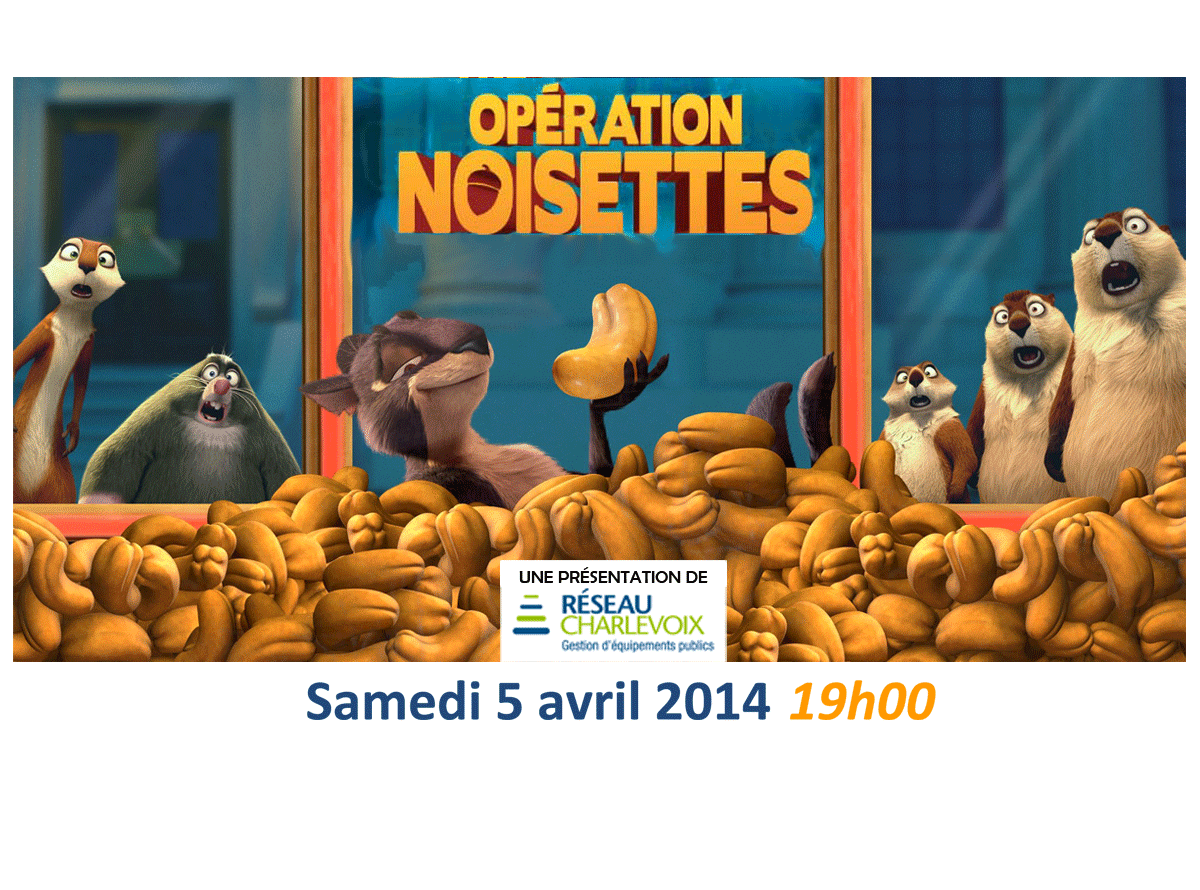 OPÉRATION
NOISETTES
UNE PRÉSENTATION DE
RÉSEAU
CHARLEVOIX
Gestion d'équipements publics
Samedi 5 avril 2014 19h00